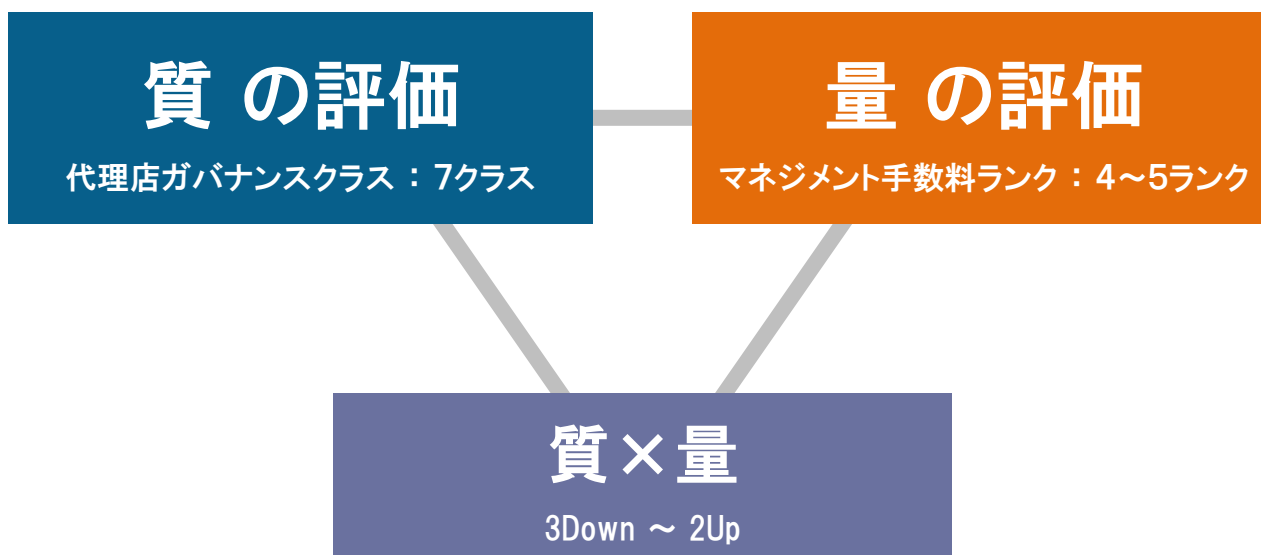 質 の評価
代理店ガバナンスクラス：7クラス
量 の評価
マネジメント手数料ランク：4～5ランク
質×量
3Down ～ 2Up